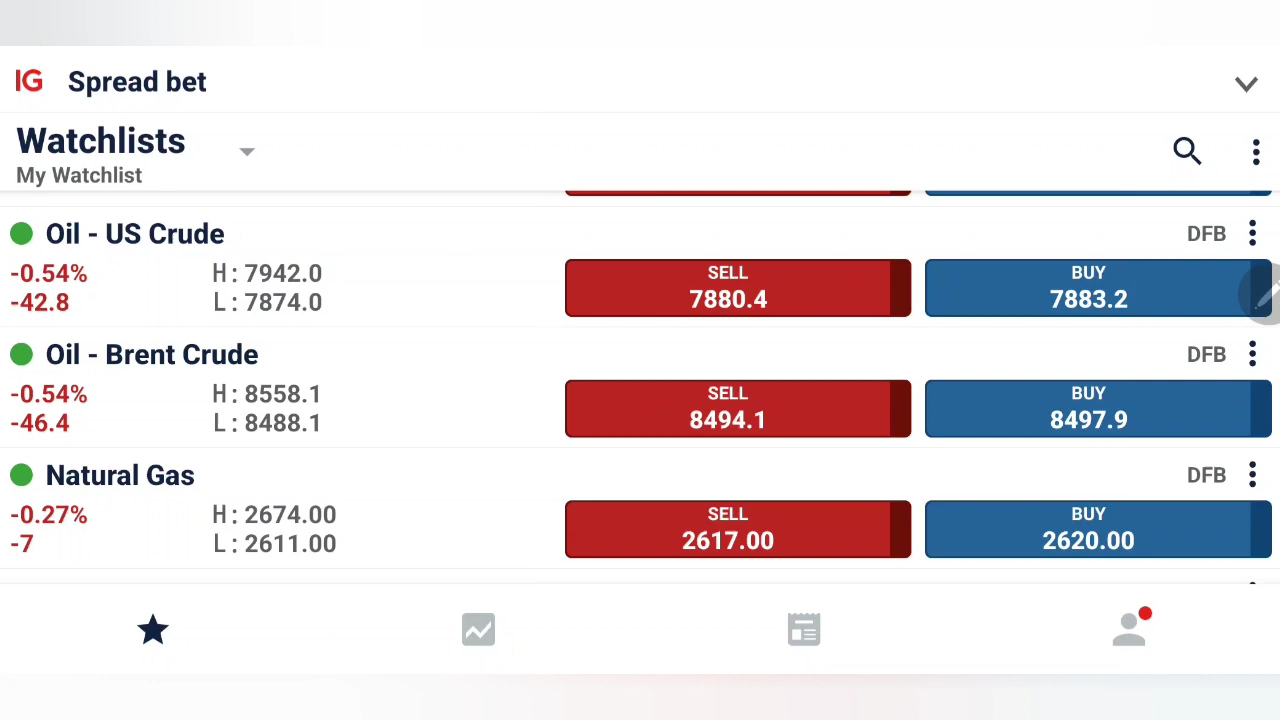 IG Spread bet
Watchlists
My Watchlist
Oil - US Crude DFB
-0.54% H: 7942.0 SELL BUY
-42.8 L: 7874.0 7880.4 7883.2
Oil - Brent Crude DFB
-0.54% H: 8558.1 SELL BUY
-46.4 L: 8488.1 8494.1 8497.9
Natural Gas DFB
-0.27% H: 2674.00 SELL BUY
-7 L: 2611.00 2617.00 2620.00